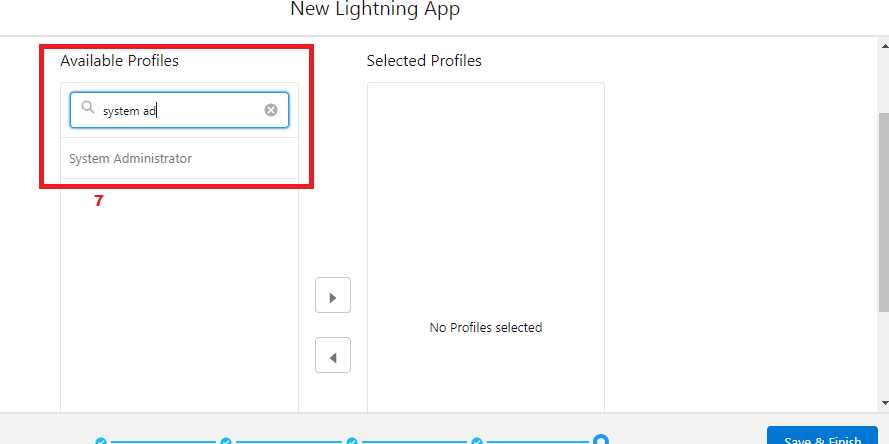 New Lightning App
Available Profiles
Selected Profiles
system ad
System Administrator
7
No Profiles selected
Save & Finish